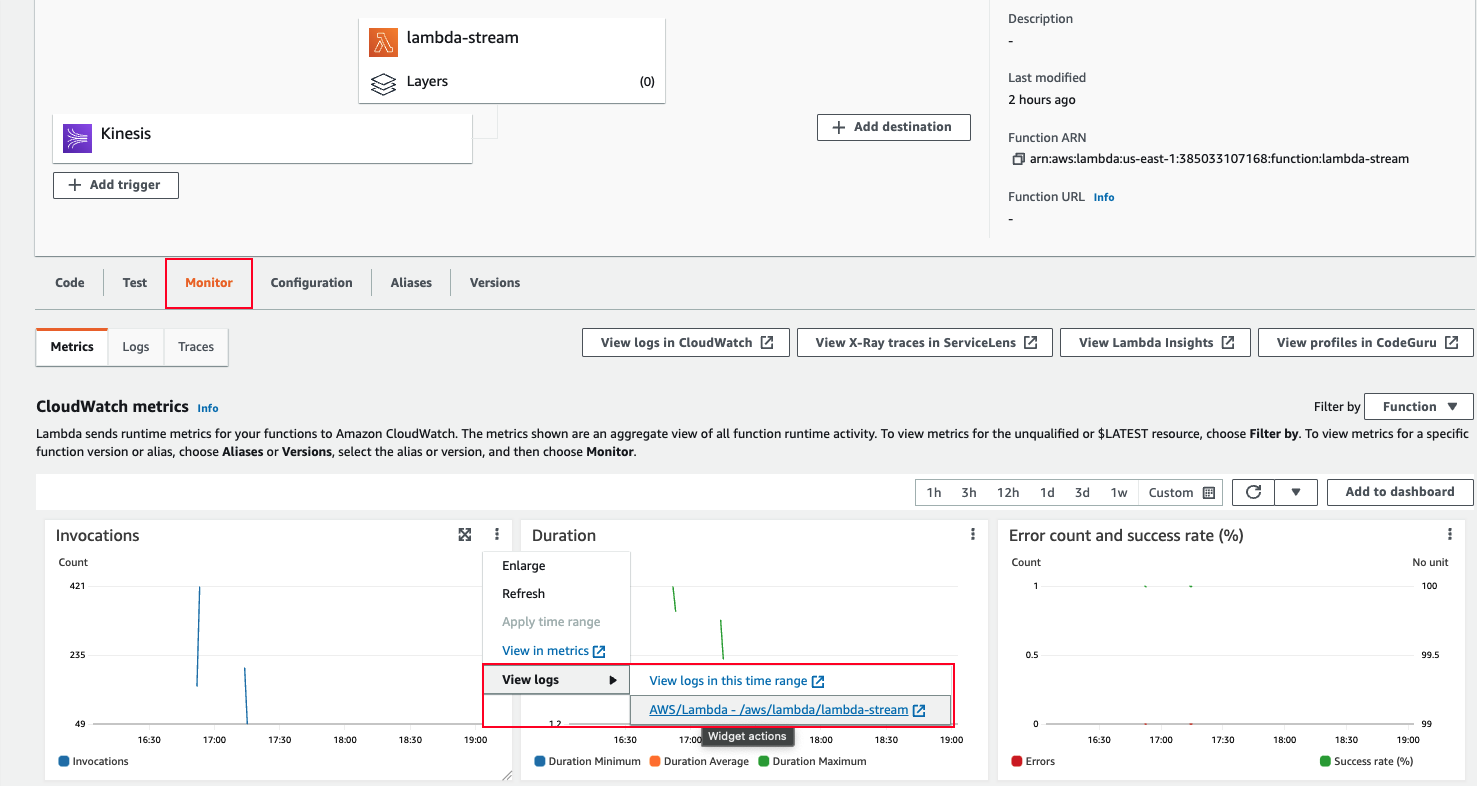 lambda-stream
Layers
(0)
Kinesis
Add trigger
Add destination
Description
-
Last modified
2 hours ago
Function ARN
arn:aws:lambda:us-east-1:385033107168:function:lambda-stream
Function URL Info
-
Code Test Monitor Configuration Aliases Versions
Metrics Logs Traces
View logs in CloudWatch View X-Ray traces in ServiceLens View Lambda Insights View profiles in CodeGuru
CloudWatch metrics Info
Filter by Function
Lambda sends runtime metrics for your functions to Amazon CloudWatch. The metrics shown are an aggregate view of all function runtime activity. To view metrics for the unqualified or $LATEST resource, choose Filter by. To view metrics for a specific
function version or alias, choose Aliases or Versions, select the alias or version, and then choose Monitor.
1h 3h 12h 1d 3d 1w Custom Add to dashboard
Invocations
Count
421
235
49
16:30 17:00 17:30 18:00 18:30 19:00
Invocations
Enlarge
Refresh
Apply time range
View in metrics
View logs
View logs in this time range
AWS/Lambda - /aws/lambda/lambda-stream
Widget actions
Duration
1.2
16:30 17:00 18:00 18:30 19:00
Duration Minimum Duration Average Duration Maximum
Error count and success rate (%)
Count No unit
1 100
0.5 99.5
0 99
16:30 17:00 17:30 18:00 18:30 19:00
Errors Success rate (%)